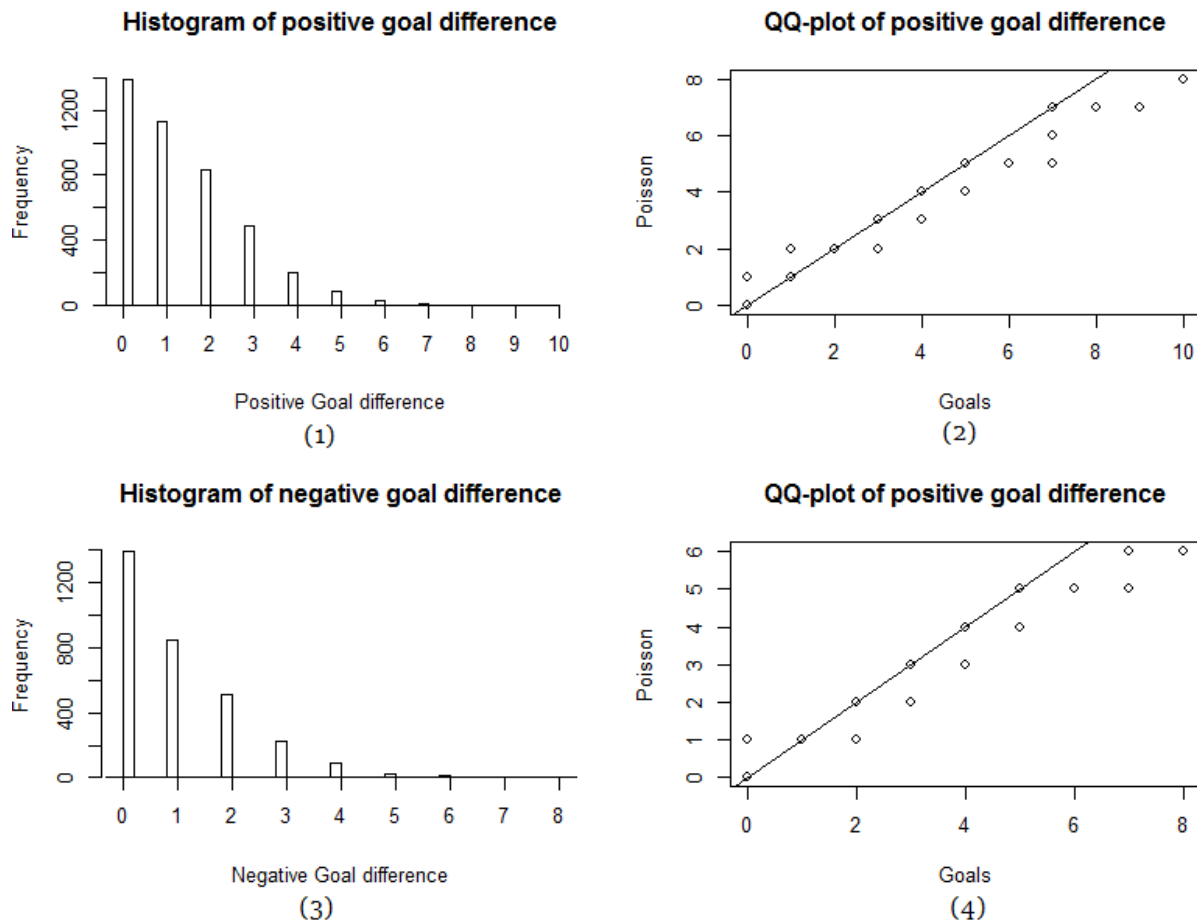 Histogram of positive goal difference
Frequency
0 400 800 1200
0 1 2 3 4 5 6 7 8 9 10
Positive Goal difference
(1)
QQ-plot of positive goal difference
Poisson
0 2 4 6 8
0 2 4 6 8 10
Goals
(2)
Histogram of negative goal difference
Frequency
0 400 800 1200
0 1 2 3 4 5 6 7 8
Negative Goal difference
(3)
QQ-plot of positive goal difference
Poisson
0 1 2 3 4 5 6
0 2 4 6 8
Goals
(4)